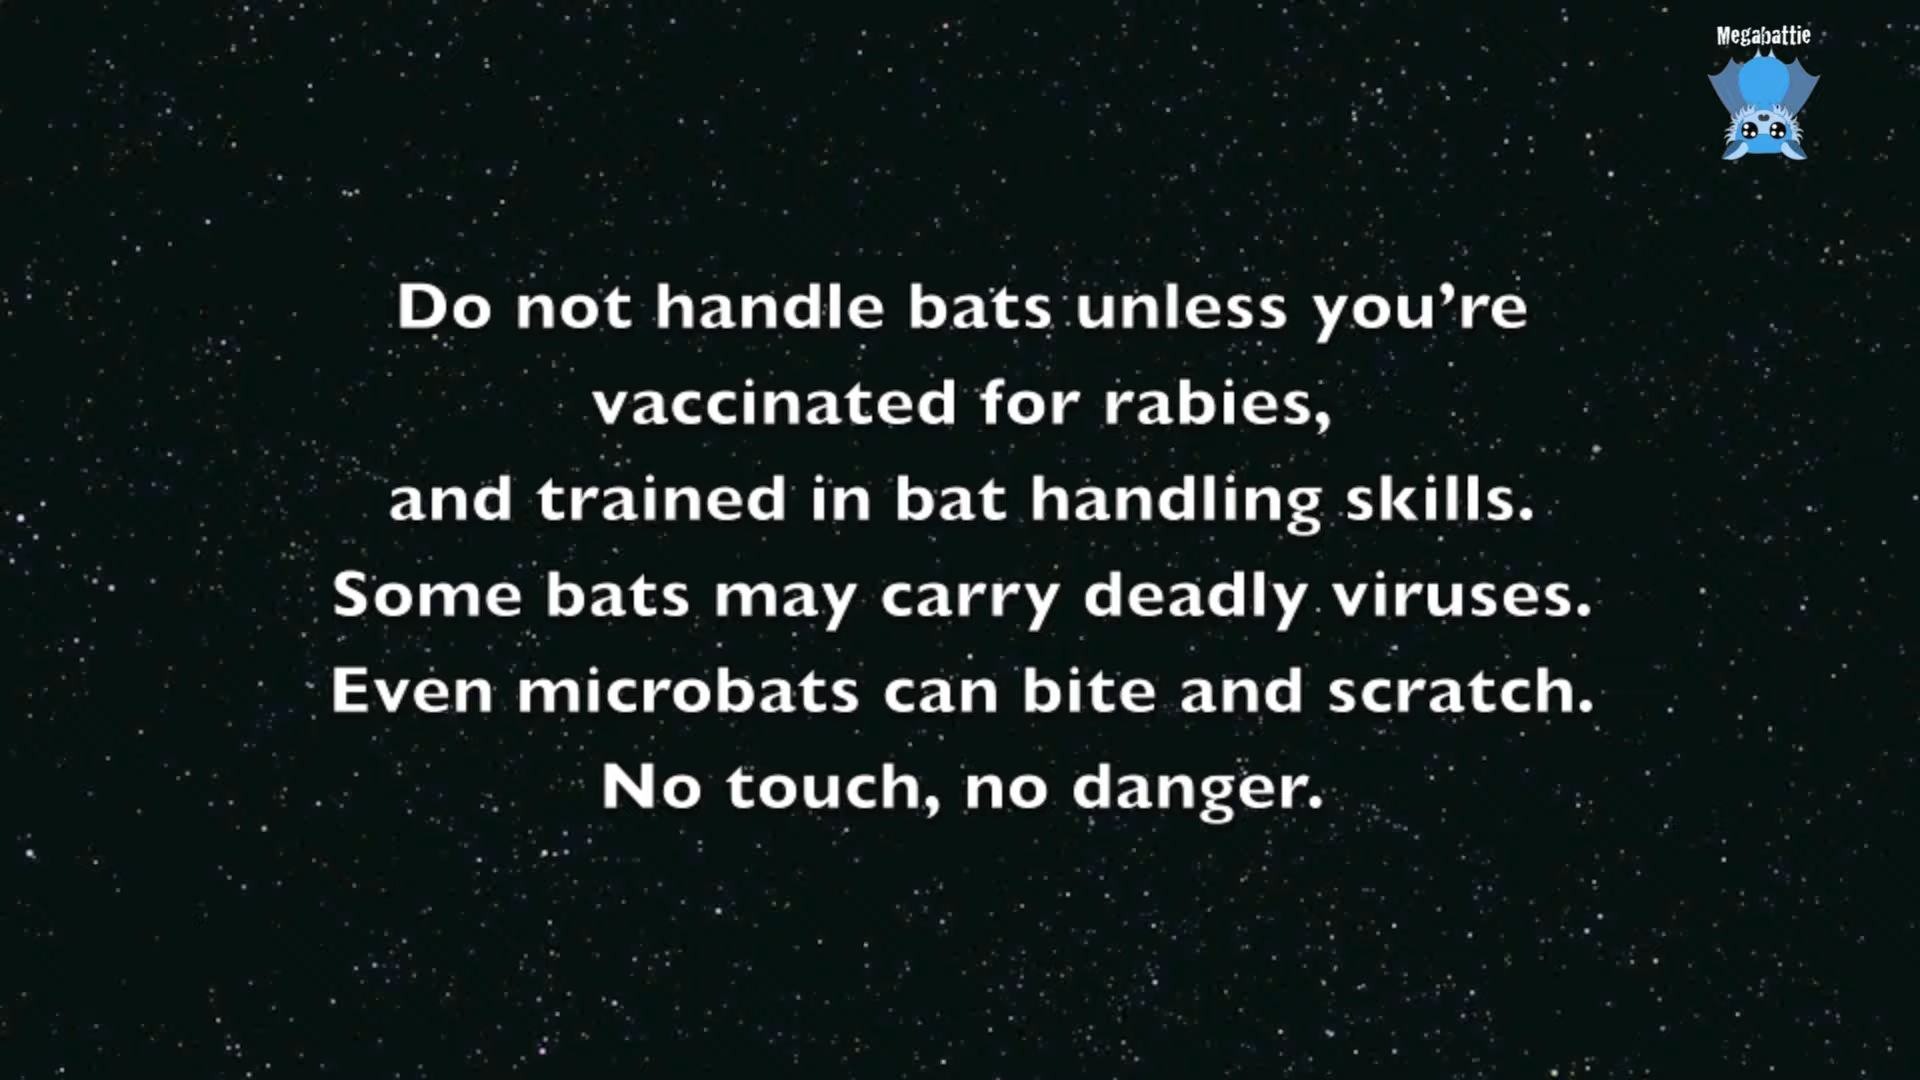 Megabattie
Do not handle bats unless you’re
vaccinated for rabies,
and trained in bat handling skills.
Some bats may carry deadly viruses.
Even microbats can bite and scratch.
No touch, no danger.